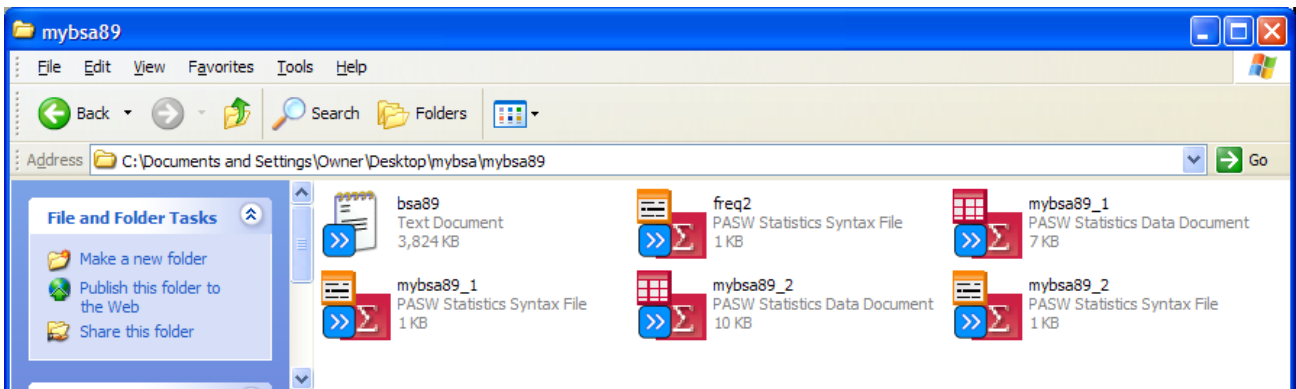 mybsa89
File Edit View Favorites Tools Help
Back Search Folders
Address C:\Documents and Settings\Owner\Desktop\mybsa\mybsa89 Go
File and Folder Tasks
Make a new folder
Publish this folder to
the Web
Share this folder
bsa89
Text Document
3,824 KB
freq2
PASW Statistics Syntax File
1 KB
mybsa89_1
PASW Statistics Data Document
7 KB
mybsa89_1
PASW Statistics Syntax File
1 KB
mybsa89_2
PASW Statistics Data Document
10 KB
mybsa89_2
PASW Statistics Syntax File
1 KB